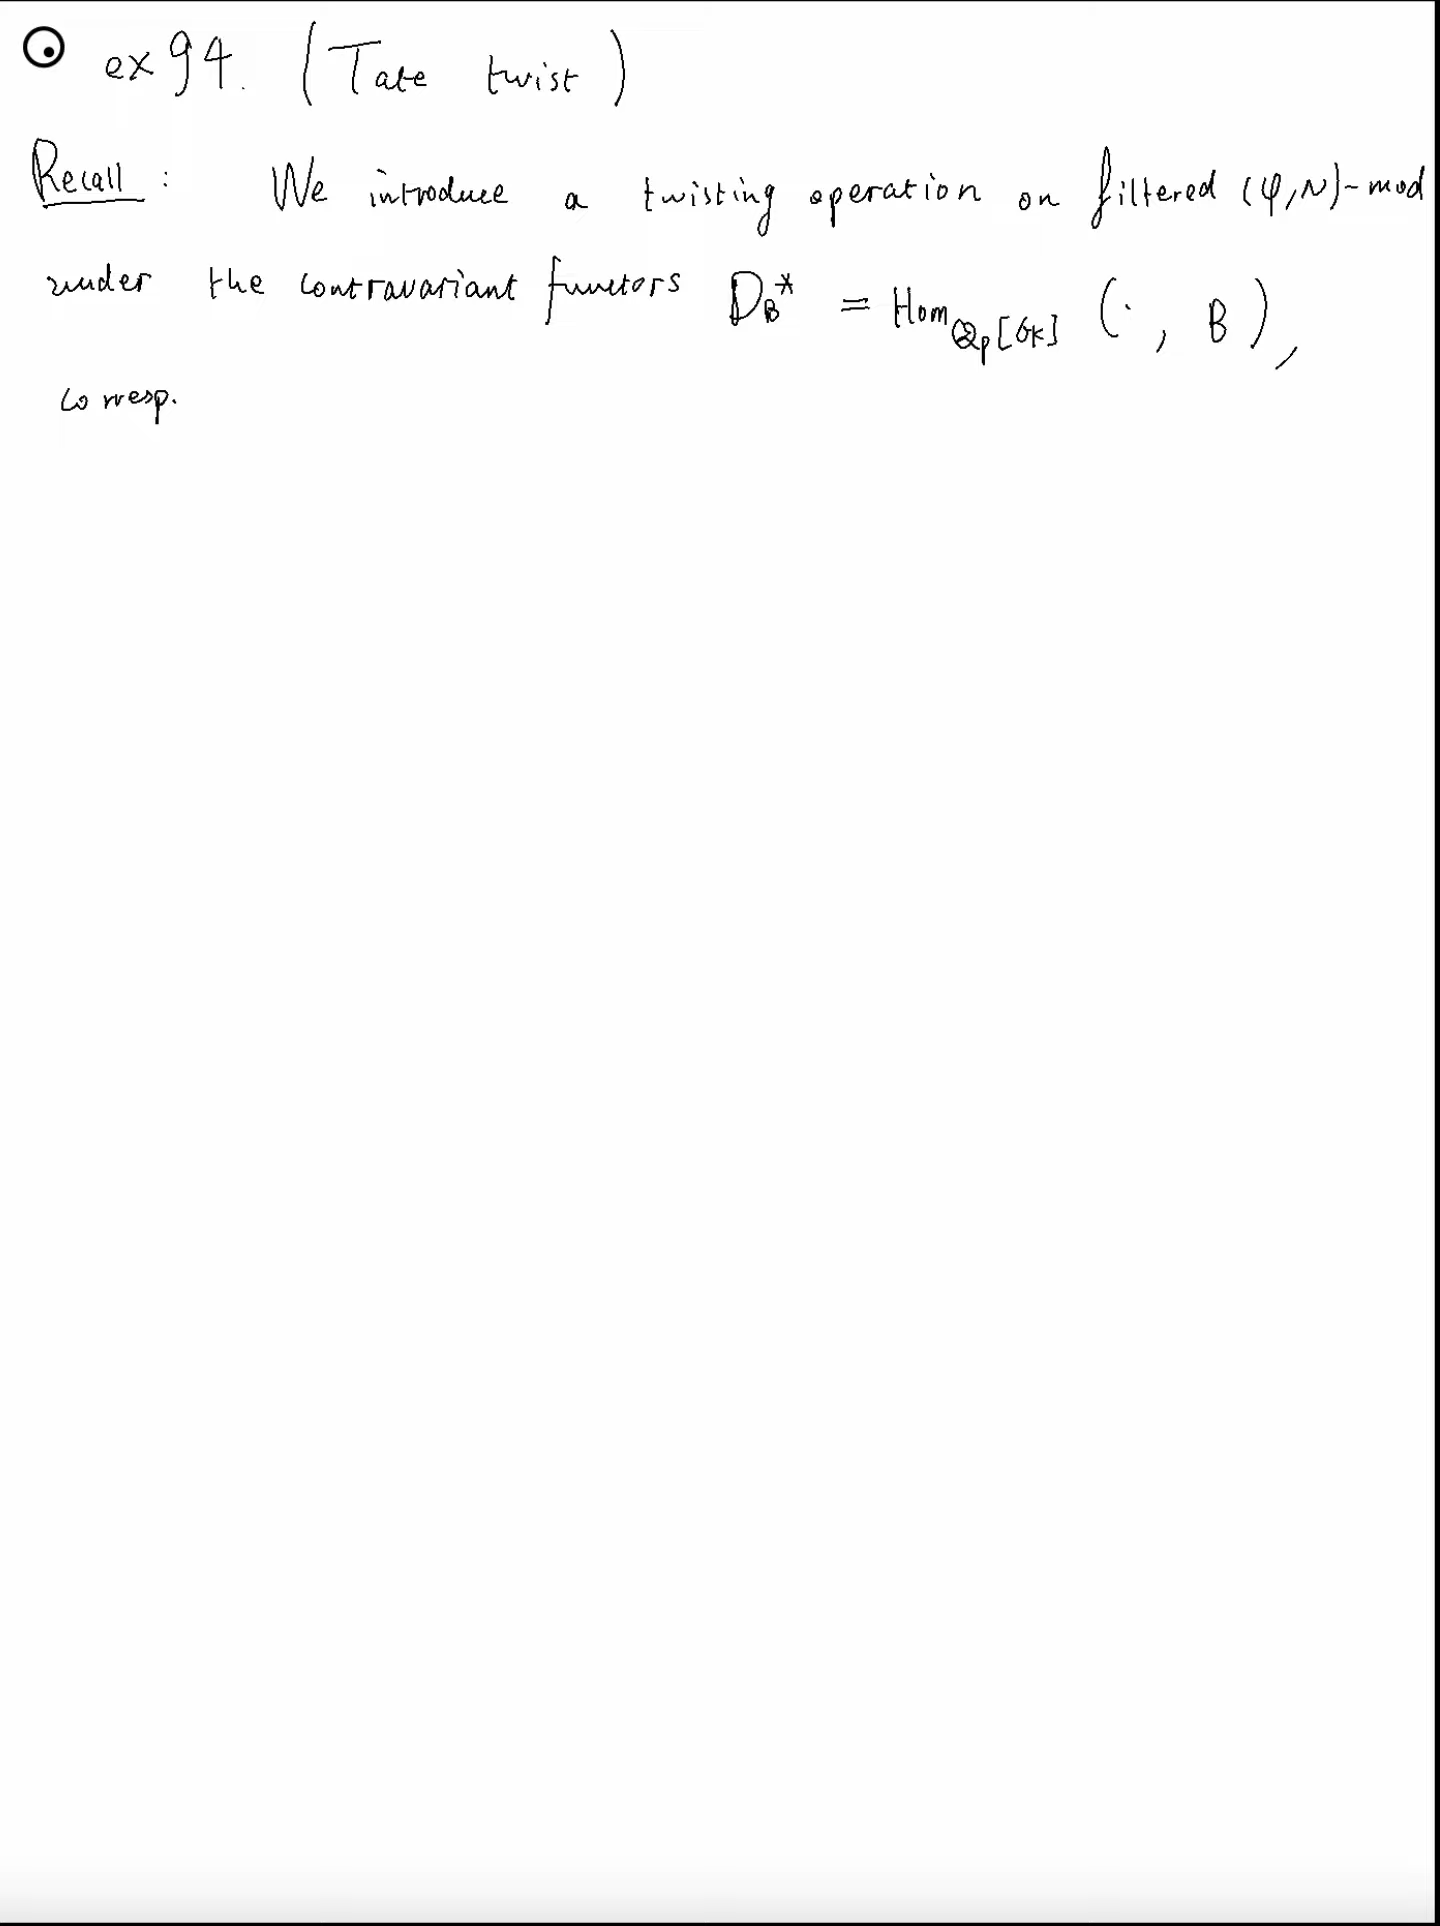 ⊙ ex 94. (Tate twist)
Recall : We introduce a twisting operation on filtered (φ,N)-mod
under the contravariant functors D_B^* = Hom_{ℚ_p[G_K]} (·, B),
corresp.